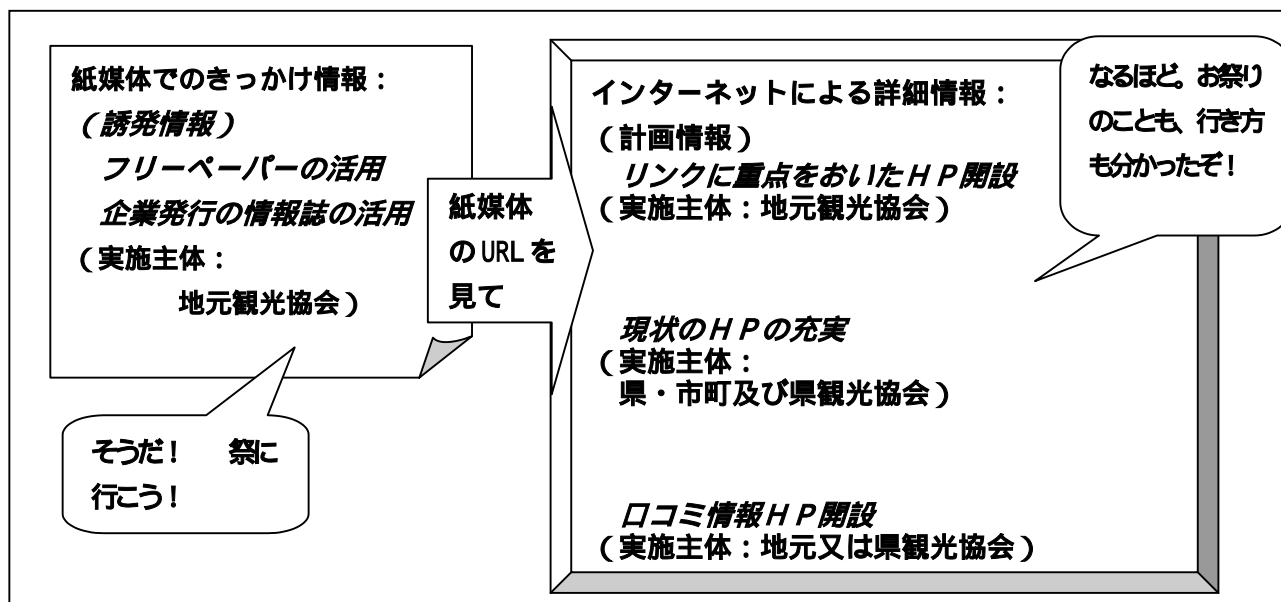 紙媒体でのきっかけ情報：
（誘発情報）
フリーペーパーの活用
企業発行の情報誌の活用
（実施主体：
地元観光協会）
そうだ！　　祭に
行こう！
紙媒体
のURLを
見て
インターネットによる詳細情報：
（計画情報）
リンクに重点をおいたＨＰ開設
（実施主体：地元観光協会）
現状のＨＰの充実
（実施主体：
県・市町及び県観光協会）
口コミ情報ＨＰ開設
（実施主体：地元又は県観光協会）
なるほど。お祭り
のことも、行き方
も分かったぞ！